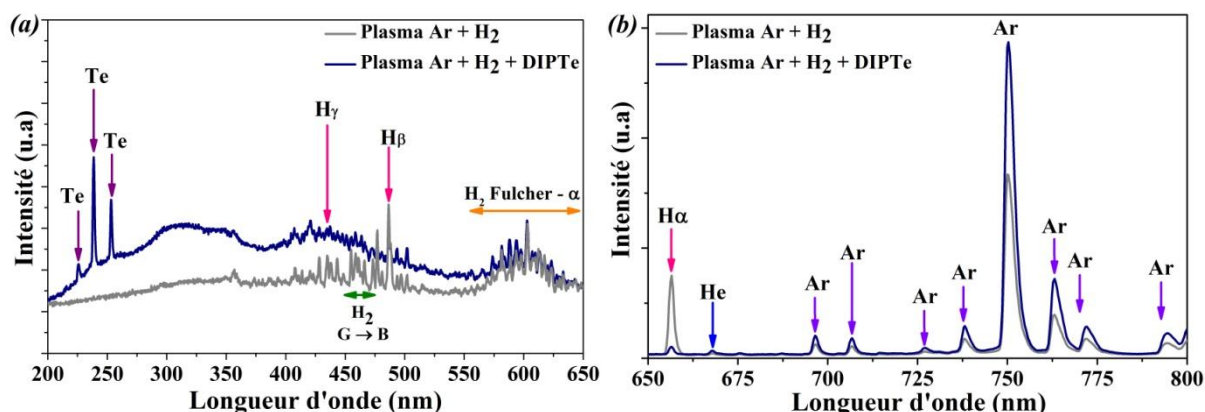 (a)
Plasma Ar + H2
Plasma Ar + H2 + DIPTe
Te
Te
Te
Hγ
Hβ
H2 Fulcher - α
H2
G → B
Intensité (u.a)
200 250 300 350 400 450 500 550 600 650
Longueur d'onde (nm)
(b)
Plasma Ar + H2
Plasma Ar + H2 + DIPTe
Ar
Hα
He
Ar
Ar
Ar
Ar
Ar
Ar
Ar
Intensité (u.a)
650 675 700 725 750 775 800
Longueur d'onde (nm)